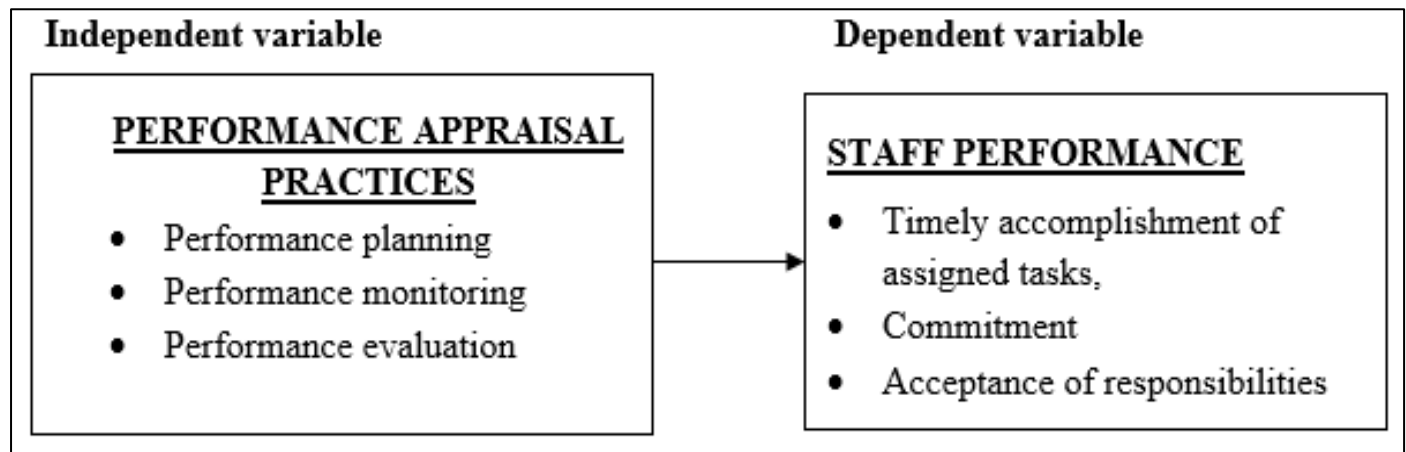 Independent variable
Dependent variable
PERFORMANCE APPRAISAL
PRACTICES
• Performance planning
• Performance monitoring
• Performance evaluation
STAFF PERFORMANCE
• Timely accomplishment of
assigned tasks,
• Commitment
• Acceptance of responsibilities